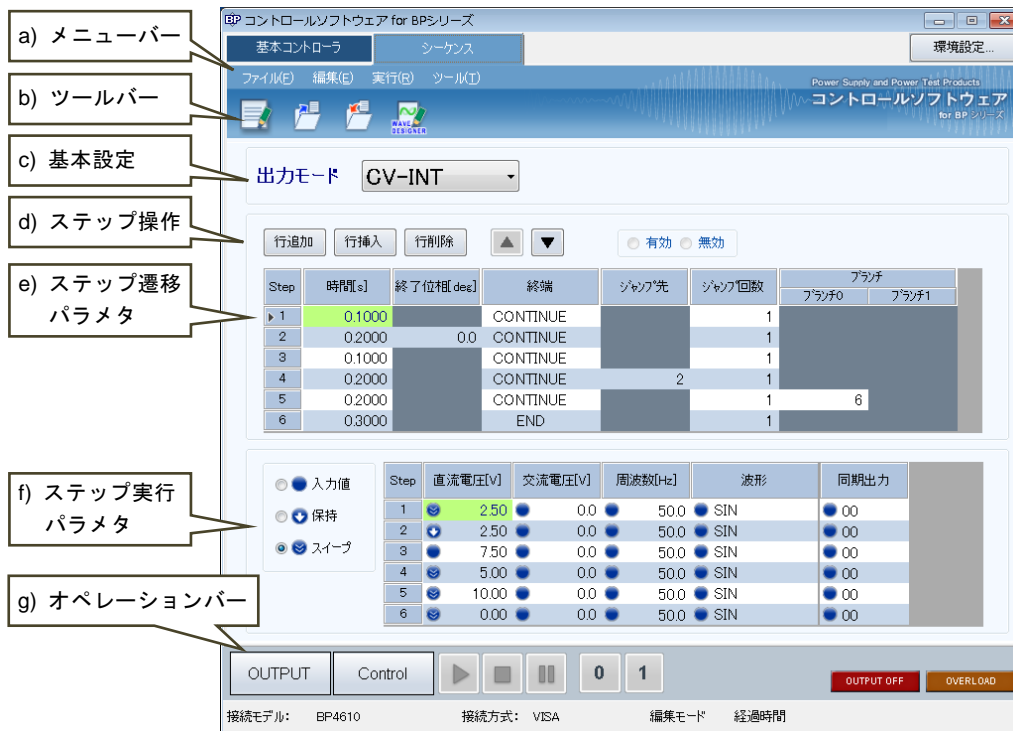 BP コントロールソフトウェア for BPシリーズ
a) メニューバー
基本コントローラ シーケンス 環境設定...
ファイル(F) 編集(E) 実行(R) ツール(T)
Power Supply and Power Test Products
コントロールソフトウェア
for BP シリーズ
b) ツールバー
WAVE DESIGNER
c) 基本設定
出力モード CV-INT
d) ステップ操作
行追加 行挿入 行削除 ▲ ▼ 有効 無効
e) ステップ遷移
パラメタ
Step 時間[s] 終了位相[deg] 終端 ジャンプ先 ジャンプ回数 ブランチ
ブランチ0 ブランチ1
1 0.1000 CONTINUE 1
2 0.2000 0.0 CONTINUE 1
3 0.1000 CONTINUE 1
4 0.2000 CONTINUE 2 1
5 0.2000 CONTINUE 1 6
6 0.3000 END 1
f) ステップ実行
パラメタ
入力値
保持
スイープ
Step 直流電圧[V] 交流電圧[V] 周波数[Hz] 波形 同期出力
1 2.50 0.0 50.0 SIN 00
2 2.50 0.0 50.0 SIN 00
3 7.50 0.0 50.0 SIN 00
4 5.00 0.0 50.0 SIN 00
5 10.00 0.0 50.0 SIN 00
6 0.00 0.0 50.0 SIN 00
g) オペレーションバー
OUTPUT Control 0 1 OUTPUT OFF OVERLOAD
接続モデル: BP4610 接続方式: VISA 編集モード 経過時間